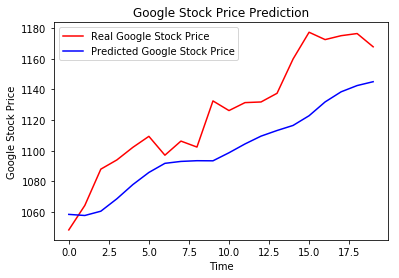 Google Stock Price Prediction
Real Google Stock Price
Predicted Google Stock Price
Google Stock Price
1180
1160
1140
1120
1100
1080
1060
0.0 2.5 5.0 7.5 10.0 12.5 15.0 17.5
Time